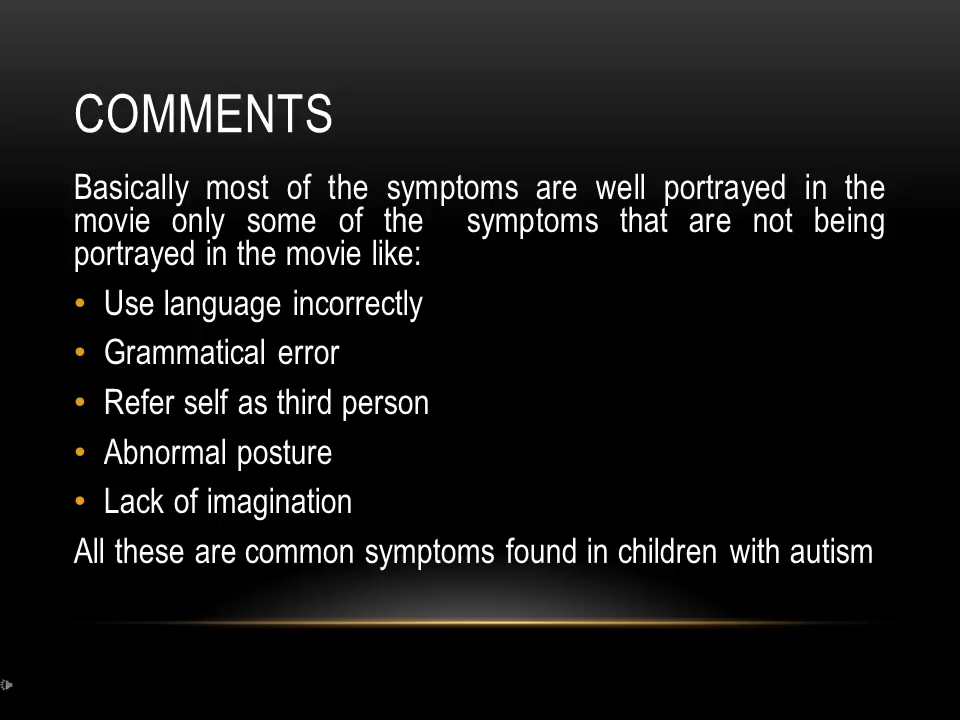 COMMENTS
Basically most of the symptoms are well portrayed in the
movie only some of the symptoms that are not being
portrayed in the movie like:
• Use language incorrectly
• Grammatical error
• Refer self as third person
• Abnormal posture
• Lack of imagination
All these are common symptoms found in children with autism